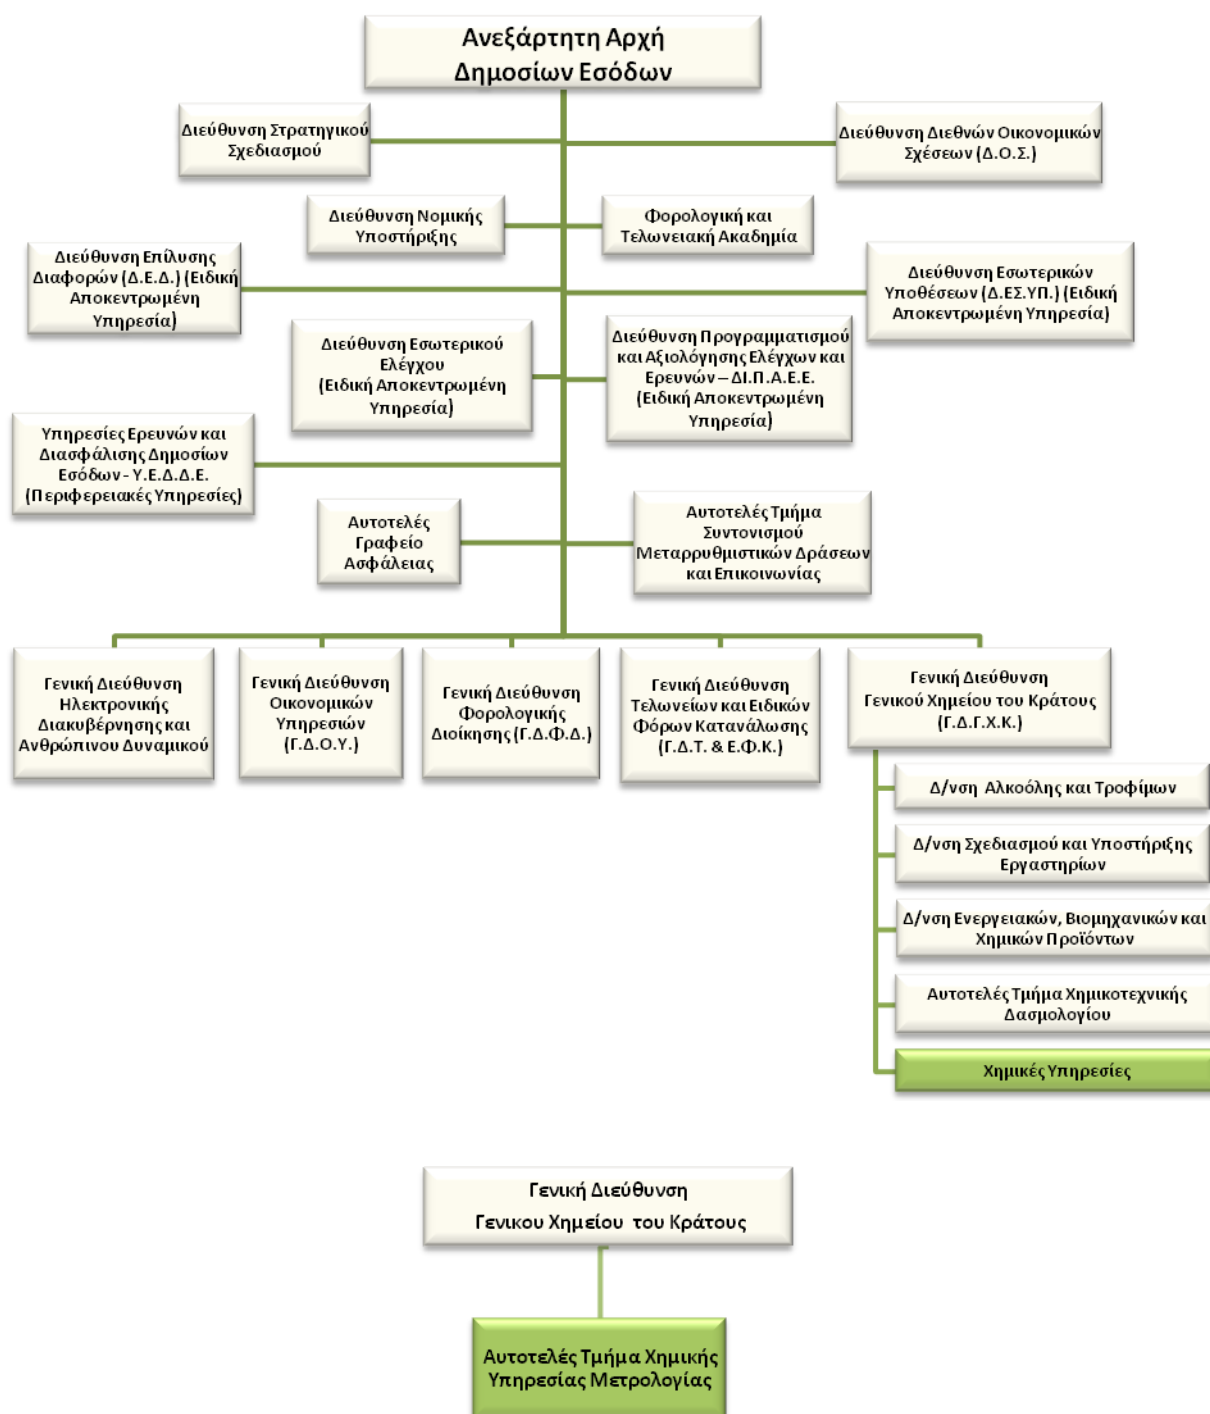 Ανεξάρτητη Αρχή
Δημοσίων Εσόδων
Διεύθυνση Στρατηγικού
Σχεδιασμού
Διεύθυνση Διεθνών Οικονομικών
Σχέσεων (Δ.Ο.Σ.)
Διεύθυνση Νομικής
Υποστήριξης
Φορολογική και
Τελωνειακή Ακαδημία
Διεύθυνση Επίλυσης
Διαφορών (Δ.Ε.Δ.) (Ειδική
Αποκεντρωμένη
Υπηρεσία)
Διεύθυνση Εσωτερικών
Υποθέσεων (Δ.ΕΣ.ΥΠ.) (Ειδική
Αποκεντρωμένη Υπηρεσία)
Διεύθυνση Εσωτερικού
Ελέγχου
(Ειδική Αποκεντρωμένη
Υπηρεσία)
Διεύθυνση Προγραμματισμού
και Αξιολόγησης Ελέγχων και
Ερευνών – ΔΙ.Π.Α.Ε.Ε.
(Ειδική Αποκεντρωμένη
Υπηρεσία)
Υπηρεσίες Ερευνών και
Διασφάλισης Δημοσίων
Εσόδων - Υ.Ε.Δ.Δ.Ε.
(Περιφερειακές Υπηρεσίες)
Αυτοτελές
Γραφείο
Ασφάλειας
Αυτοτελές Τμήμα
Συντονισμού
Μεταρρυθμιστικών Δράσεων
και Επικοινωνίας
Γενική Διεύθυνση
Ηλεκτρονικής
Διακυβέρνησης και
Ανθρώπινου Δυναμικού
Γενική Διεύθυνση
Οικονομικών
Υπηρεσιών
(Γ.Δ.Ο.Υ.)
Γενική Διεύθυνση
Φορολογικής
Διοίκησης (Γ.Δ.Φ.Δ.)
Γενική Διεύθυνση
Τελωνείων και Ειδικών
Φόρων Κατανάλωσης
(Γ.Δ.Τ. & Ε.Φ.Κ.)
Γενική Διεύθυνση
Γενικού Χημείου του Κράτους
(Γ.Δ.Γ.Χ.Κ.)
Δ/νση Αλκοόλης και Τροφίμων
Δ/νση Σχεδιασμού και Υποστήριξης
Εργαστηρίων
Δ/νση Ενεργειακών, Βιομηχανικών και
Χημικών Προϊόντων
Αυτοτελές Τμήμα Χημικοτεχνικής
Δασμολογίου
Χημικές Υπηρεσίες
Γενική Διεύθυνση
Γενικου Χημείου του Κράτους
Αυτοτελές Τμήμα Χημικής
Υπηρεσίας Μετρολογίας